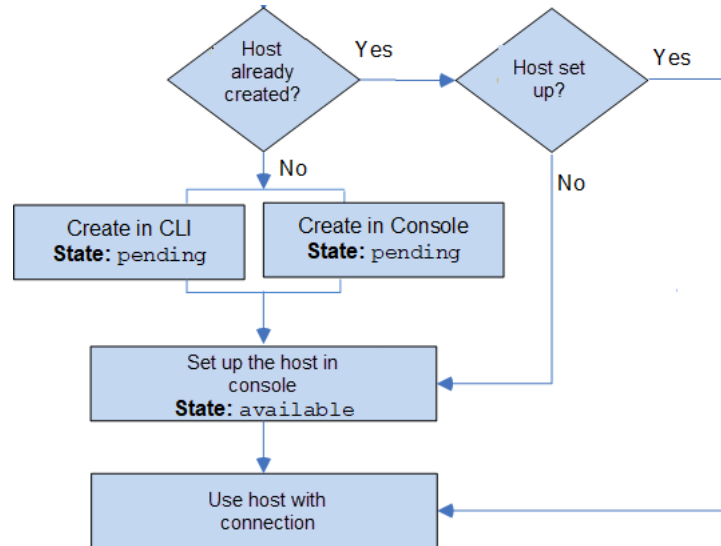 Host
already
created?
Yes
Host set
up?
Yes
No
No
Create in CLI
State: pending
Create in Console
State: pending
Set up the host in
console
State: available
Use host with
connection